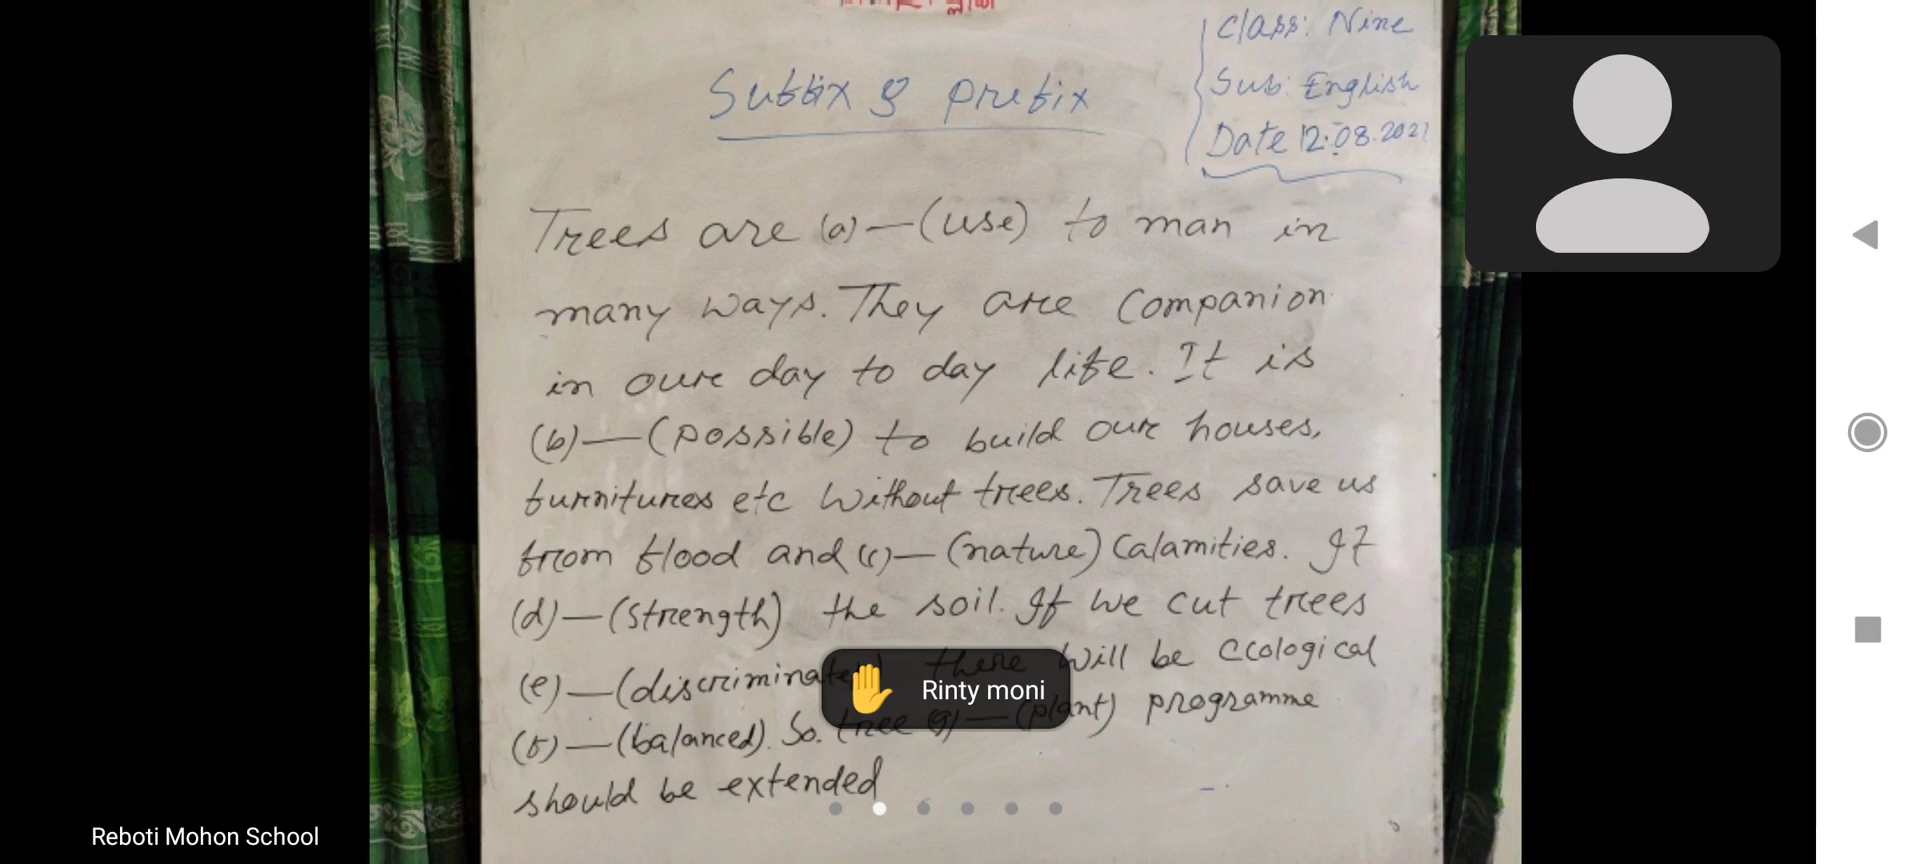 Class: Nine
Sub: English
Date 12.08.2021
Suffix & prefix
Trees are (a)—(use) to man in
many ways. They are companion
in our day to day life. It is
(b)—(possible) to build our houses,
furnitures etc without trees. Trees save us
from flood and (c)—(nature) calamities. It
(d)—(strength) the soil. If we cut trees
(e)—(discriminate) there will be ecological
(f)—(balanced). So. tree (g)—(plant) programme
should be extended
Rinty moni
Reboti Mohon School